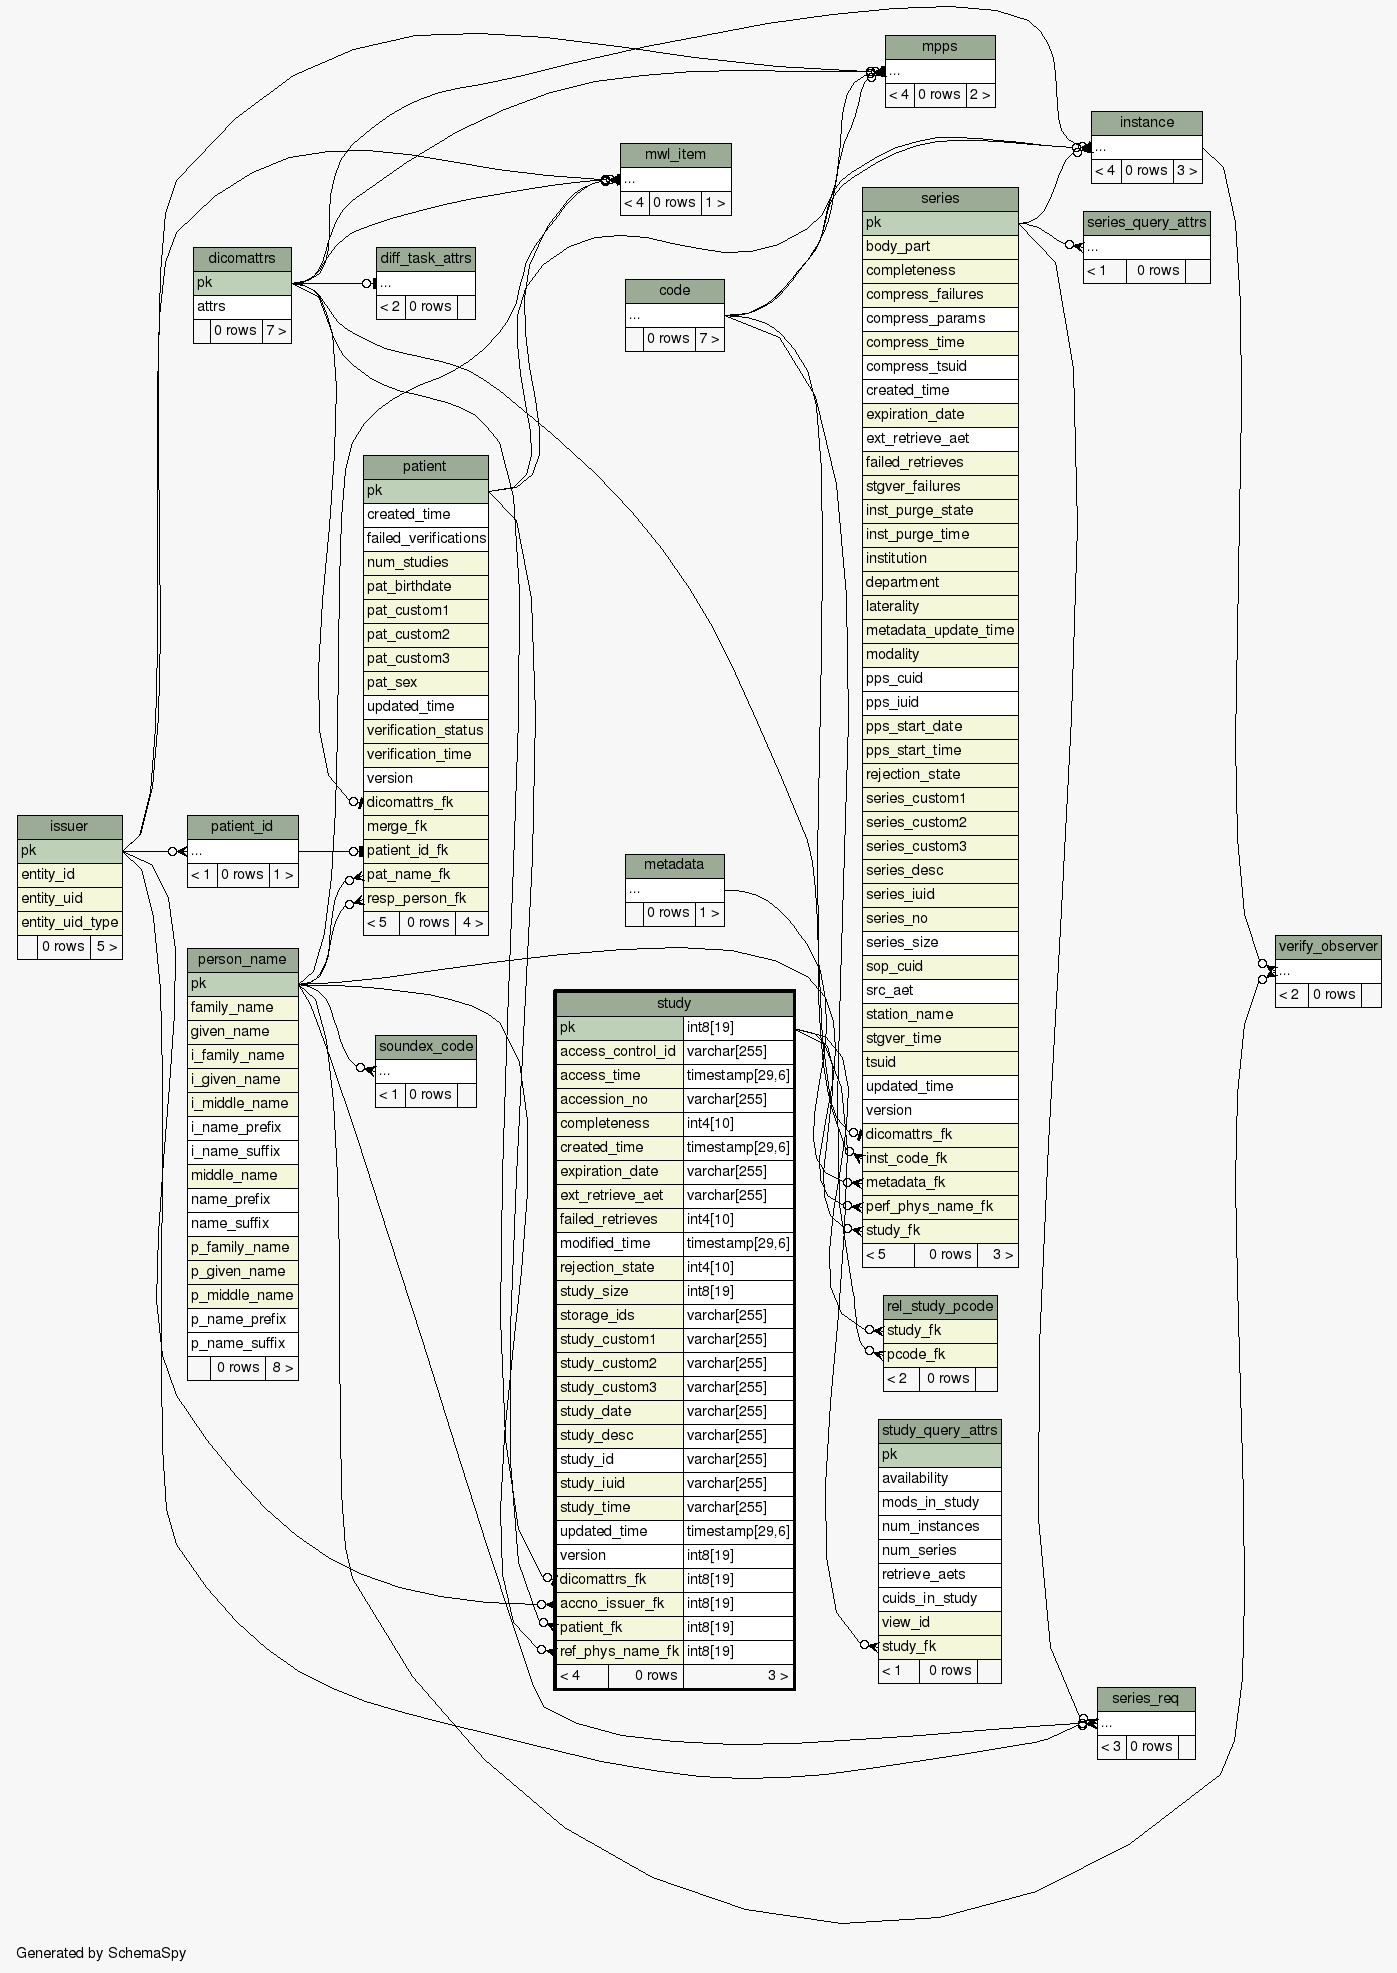 mpps
...
< 4 0 rows 2 >
instance
...
< 4 0 rows 3 >
mwl_item
...
< 4 0 rows 1 >
series
pk
body_part
completeness
compress_failures
compress_params
compress_time
compress_tsuid
created_time
expiration_date
ext_retrieve_aet
failed_retrieves
stgver_failures
inst_purge_state
inst_purge_time
institution
department
laterality
metadata_update_time
modality
pps_cuid
pps_iuid
pps_start_date
pps_start_time
rejection_state
series_custom1
series_custom2
series_custom3
series_desc
series_iuid
series_no
series_size
sop_cuid
src_aet
station_name
stgver_time
tsuid
updated_time
version
dicomattrs_fk
inst_code_fk
metadata_fk
perf_phys_name_fk
study_fk
< 5 0 rows 3 >
series_query_attrs
...
< 1 0 rows
dicomattrs
pk
attrs
0 rows 7 >
diff_task_attrs
...
< 2 0 rows
code
...
0 rows 7 >
patient
pk
created_time
failed_verifications
num_studies
pat_birthdate
pat_custom1
pat_custom2
pat_custom3
pat_sex
updated_time
verification_status
verification_time
version
dicomattrs_fk
merge_fk
patient_id_fk
pat_name_fk
resp_person_fk
< 5 0 rows 4 >
issuer
pk
entity_id
entity_uid
entity_uid_type
0 rows 5 >
patient_id
...
< 1 0 rows 1 >
metadata
...
0 rows 1 >
verify_observer
...
< 2 0 rows
person_name
pk
family_name
given_name
i_family_name
i_given_name
i_middle_name
i_name_prefix
i_name_suffix
middle_name
name_prefix
name_suffix
p_family_name
p_given_name
p_middle_name
p_name_prefix
p_name_suffix
0 rows 8 >
soundex_code
...
< 1 0 rows
study
pk int8[19]
access_control_id varchar[255]
access_time timestamp[29,6]
accession_no varchar[255]
completeness int4[10]
created_time timestamp[29,6]
expiration_date varchar[255]
ext_retrieve_aet varchar[255]
failed_retrieves int4[10]
modified_time timestamp[29,6]
rejection_state int4[10]
study_size int8[19]
storage_ids varchar[255]
study_custom1 varchar[255]
study_custom2 varchar[255]
study_custom3 varchar[255]
study_date varchar[255]
study_desc varchar[255]
study_id varchar[255]
study_iuid varchar[255]
study_time varchar[255]
updated_time timestamp[29,6]
version int8[19]
dicomattrs_fk int8[19]
accno_issuer_fk int8[19]
patient_fk int8[19]
ref_phys_name_fk int8[19]
< 4 0 rows 3 >
rel_study_pcode
study_fk
pcode_fk
< 2 0 rows
study_query_attrs
pk
availability
mods_in_study
num_instances
num_series
retrieve_aets
cuids_in_study
view_id
study_fk
< 1 0 rows
series_req
...
< 3 0 rows
Generated by SchemaSpy